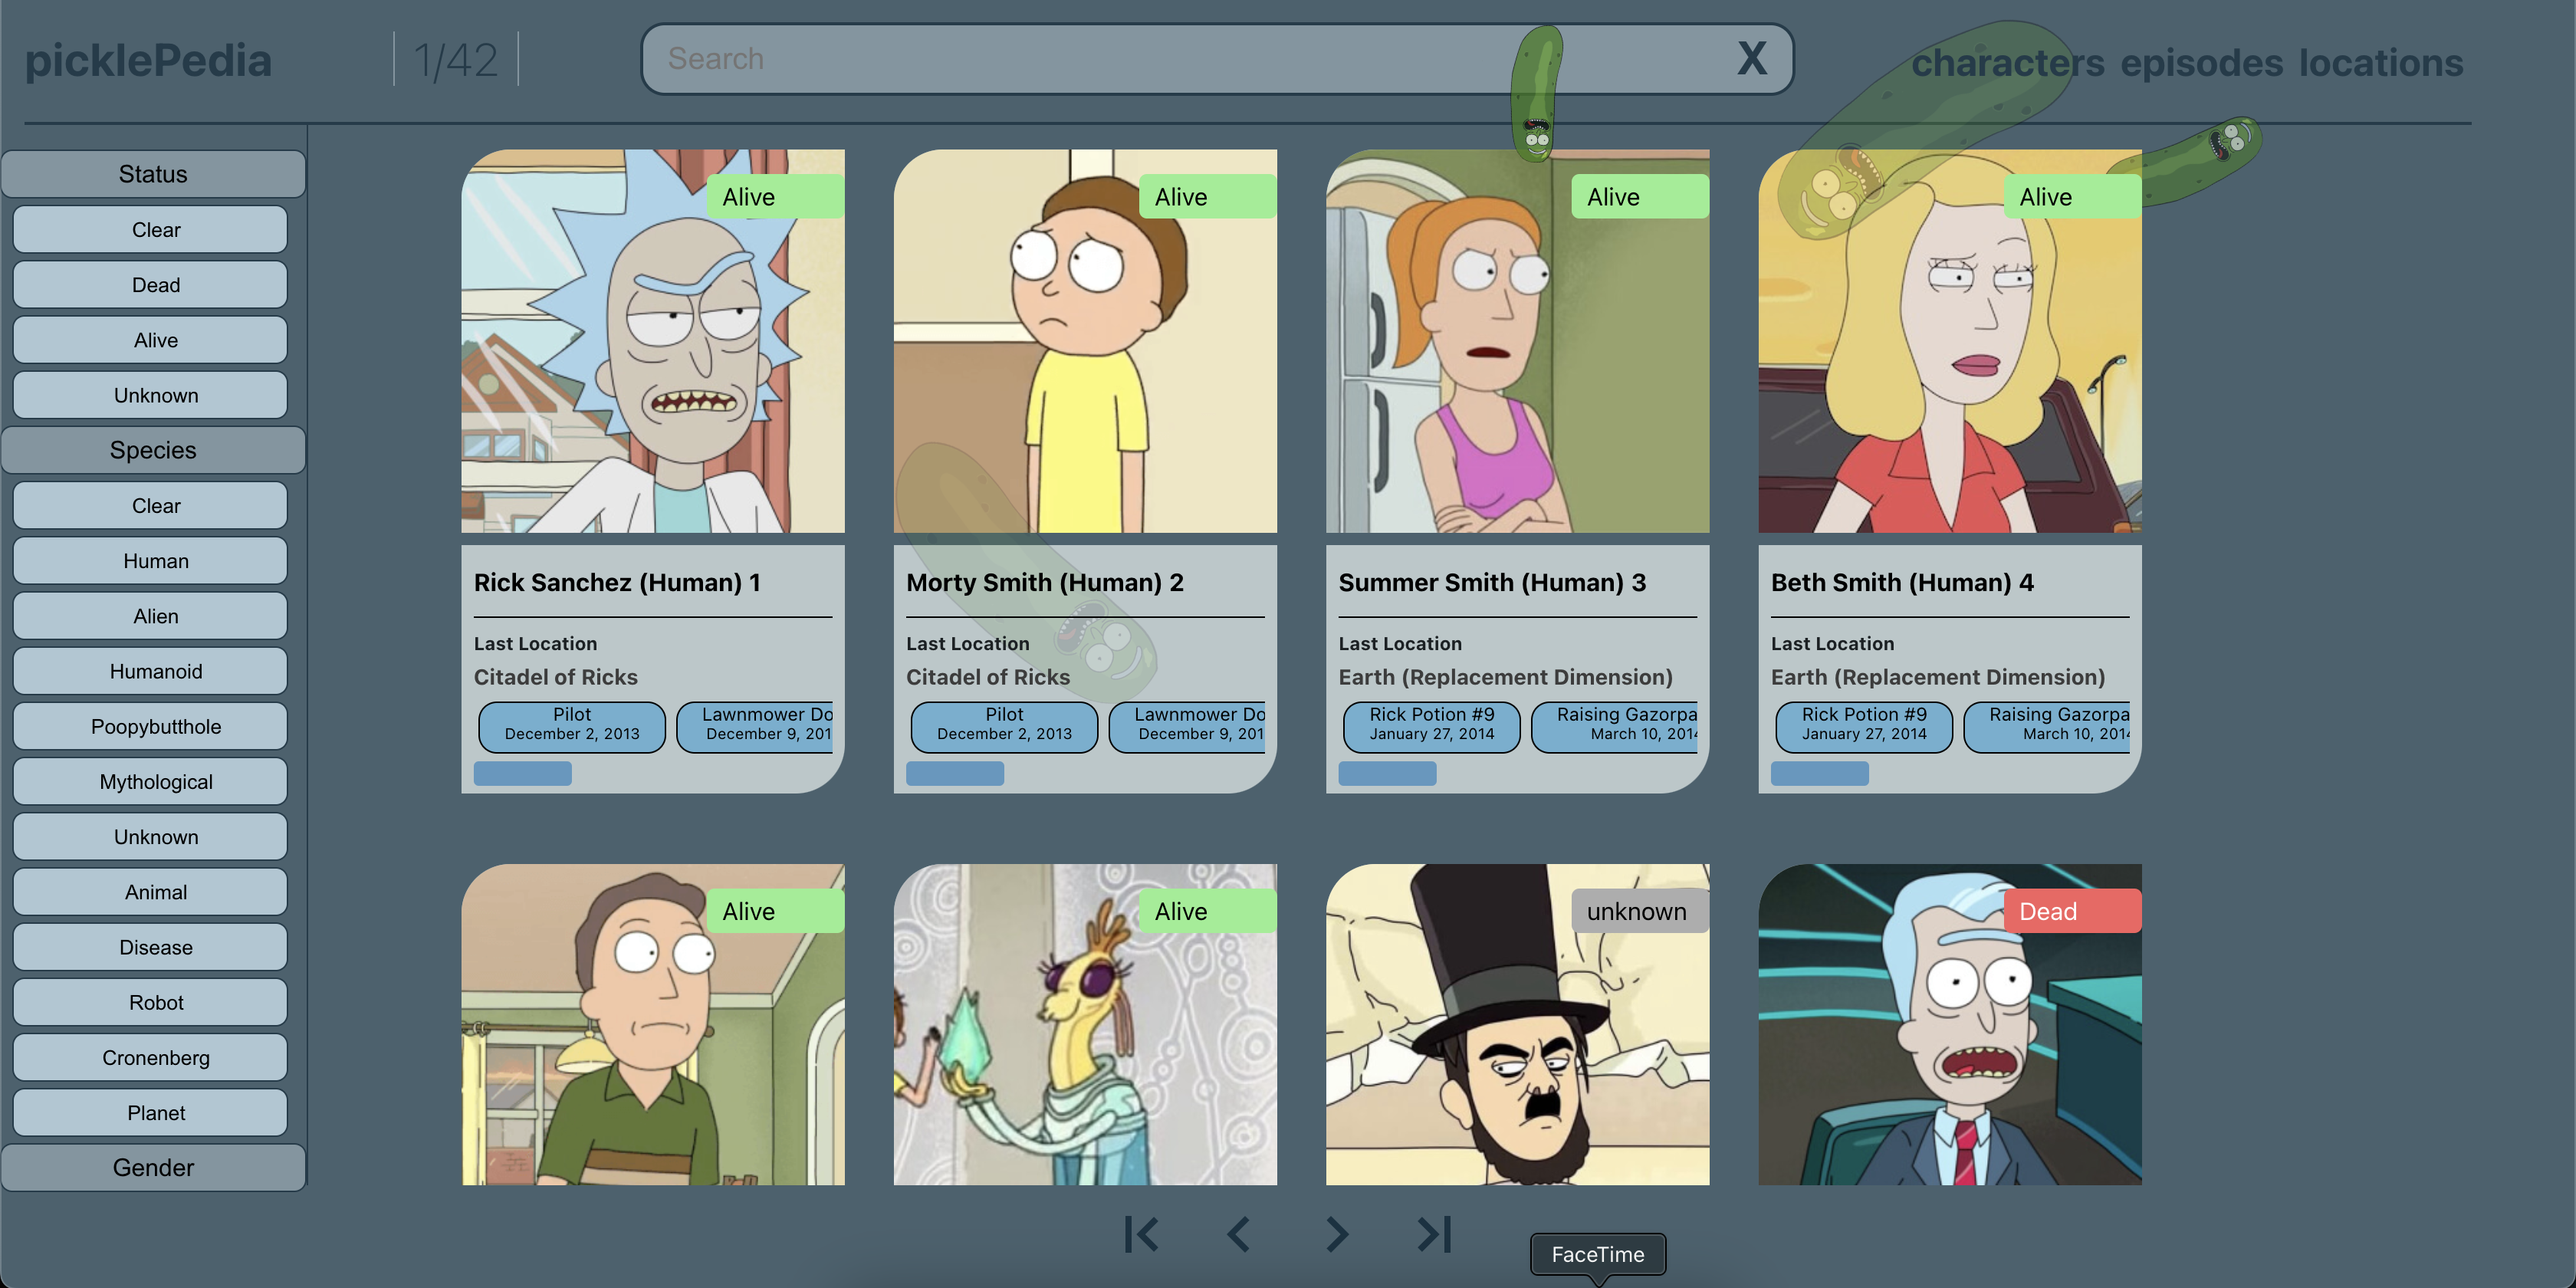 picklePedia
1/42
Search
X
characters episodes locations
Status
Clear
Dead
Alive
Unknown
Species
Clear
Human
Alien
Humanoid
Poopybutthole
Mythological
Unknown
Animal
Disease
Robot
Cronenberg
Planet
Gender
Alive
Rick Sanchez (Human) 1
Last Location
Citadel of Ricks
Pilot
December 2, 2013
Lawnmower Do
December 9, 201
Alive
Morty Smith (Human) 2
Last Location
Citadel of Ricks
Pilot
December 2, 2013
Lawnmower Do
December 9, 201
Alive
Summer Smith (Human) 3
Last Location
Earth (Replacement Dimension)
Rick Potion #9
January 27, 2014
Raising Gazorpa
March 10, 2014
Alive
Beth Smith (Human) 4
Last Location
Earth (Replacement Dimension)
Rick Potion #9
January 27, 2014
Raising Gazorpa
March 10, 2014
Alive
Alive
unknown
Dead
FaceTime